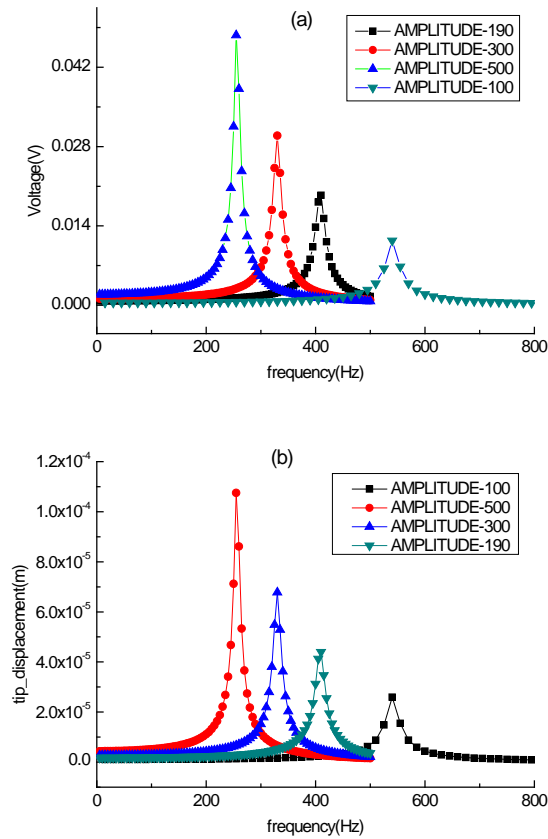 (a)
AMPLITUDE-190
AMPLITUDE-300
AMPLITUDE-500
AMPLITUDE-100
0.042
0.028
0.014
0.000
Voltage(V)
0 200 400 600 800
frequency(Hz)
(b)
AMPLITUDE-100
AMPLITUDE-500
AMPLITUDE-300
AMPLITUDE-190
1.2x10-4
1.0x10-4
8.0x10-5
6.0x10-5
4.0x10-5
2.0x10-5
0.0
tip_displacement(m)
0 200 400 600 800
frequency(Hz)